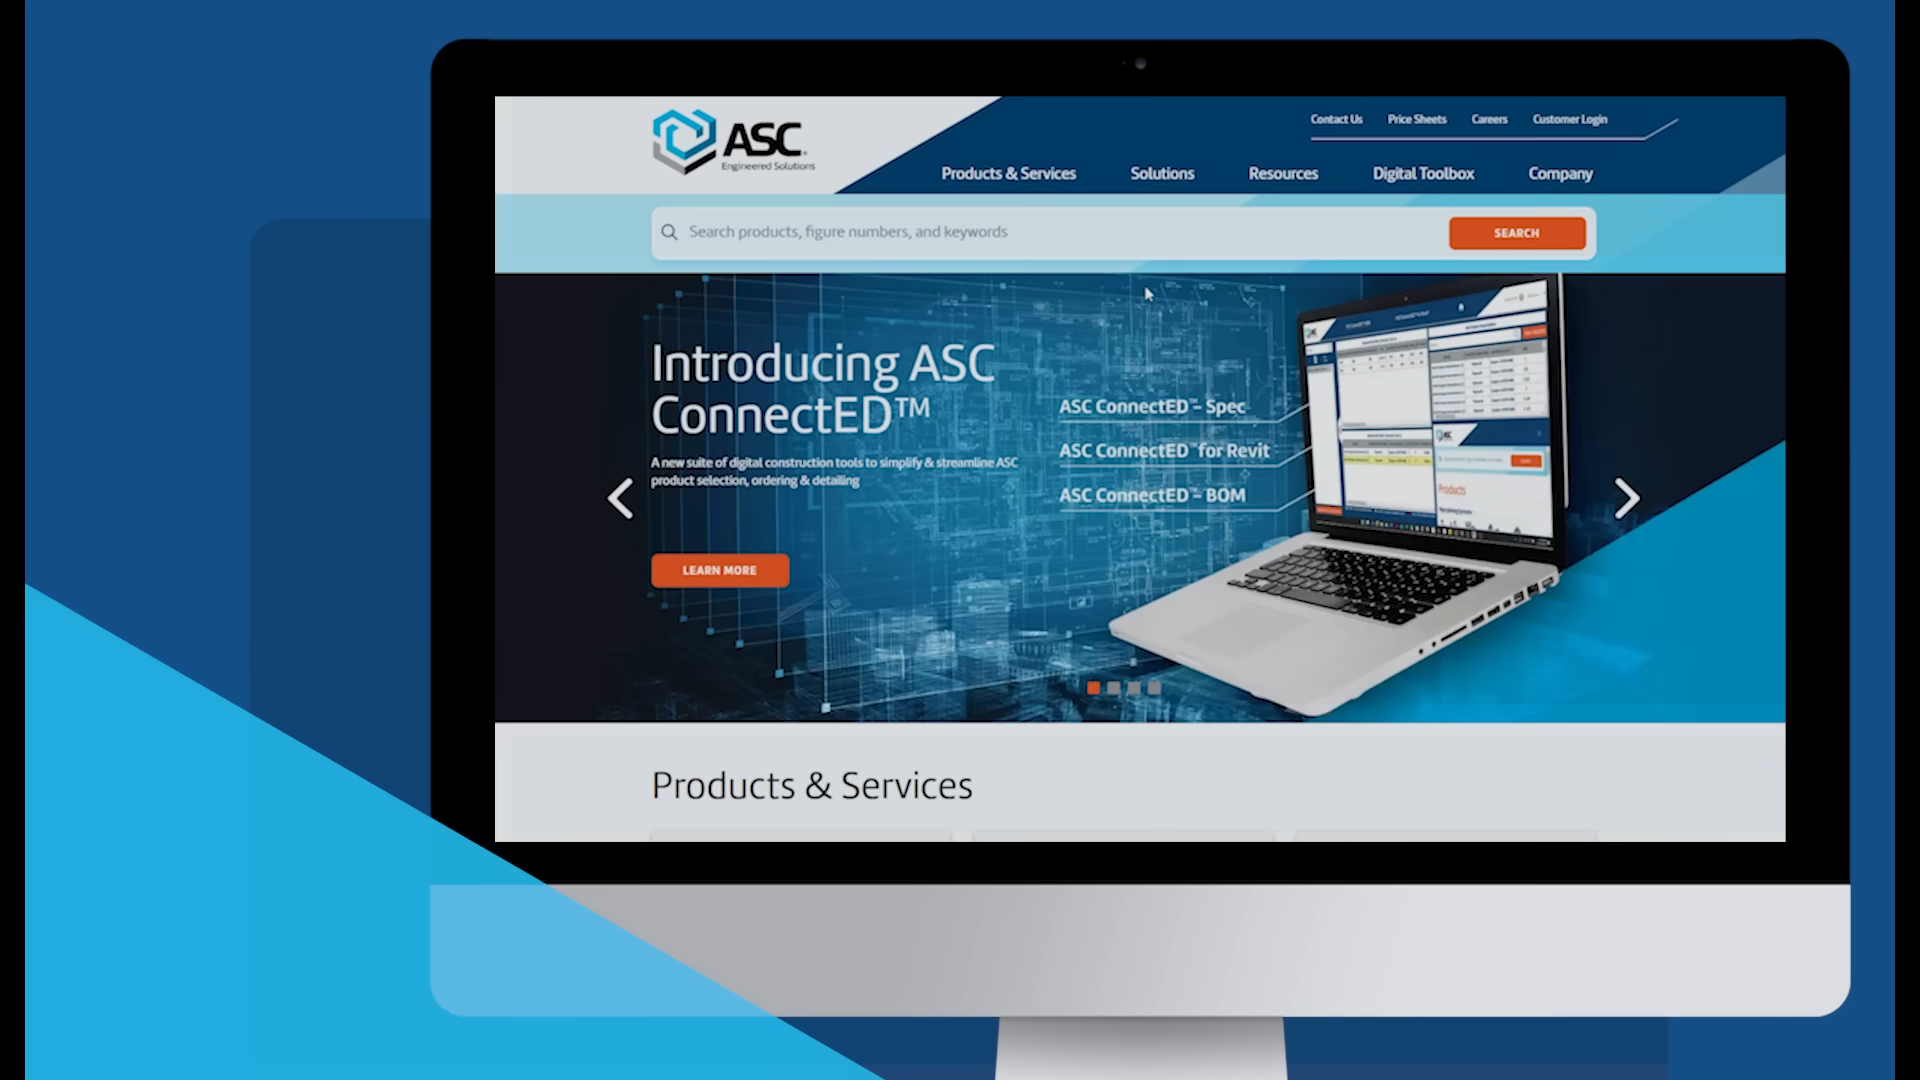 ASC
Engineered Solutions
Contact Us
Price Sheets
Careers
Customer Login
Products & Services
Solutions
Resources
Digital Toolbox
Company
Search products, figure numbers, and keywords
SEARCH
Introducing ASC
ConnectED™
A new suite of digital construction tools to simplify & streamline ASC
product selection, ordering & detailing
LEARN MORE
ASC ConnectED™ – Spec
ASC ConnectED™ for Revit
ASC ConnectED™ – BOM
Products
Products & Services